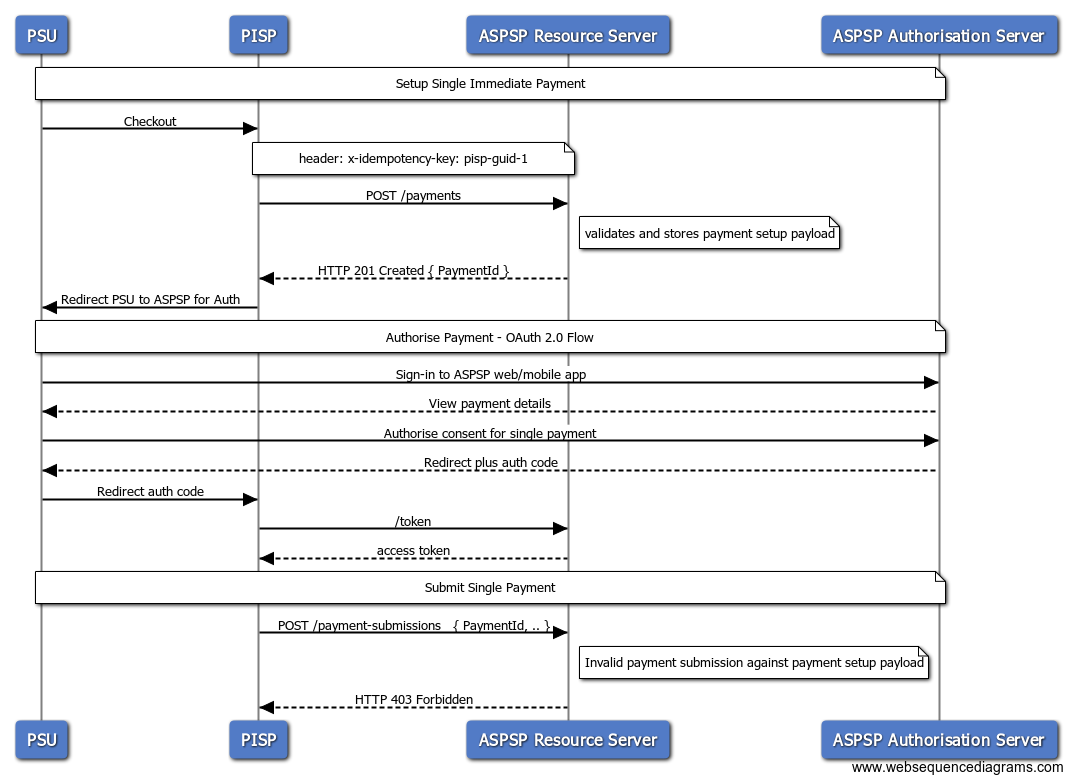 PSU
PISP
ASPSP Resource Server
ASPSP Authorisation Server
Setup Single Immediate Payment
Checkout
header: x-idempotency-key: pisp-guid-1
POST /payments
validates and stores payment setup payload
HTTP 201 Created { PaymentId }
Redirect PSU to ASPSP for Auth
Authorise Payment - OAuth 2.0 Flow
Sign-in to ASPSP web/mobile app
View payment details
Authorise consent for single payment
Redirect plus auth code
Redirect auth code
/token
access token
Submit Single Payment
POST /payment-submissions { PaymentId, .. }
Invalid payment submission against payment setup payload
HTTP 403 Forbidden
PSU
PISP
ASPSP Resource Server
ASPSP Authorisation Server
www.websequencediagrams.com